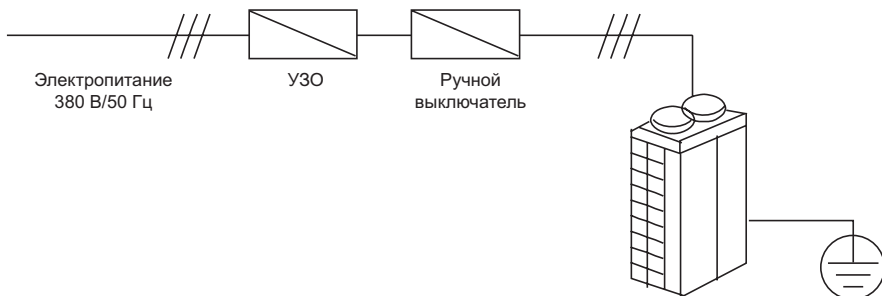 Электропитание
380 В/50 Гц
УЗО
Ручной
выключатель